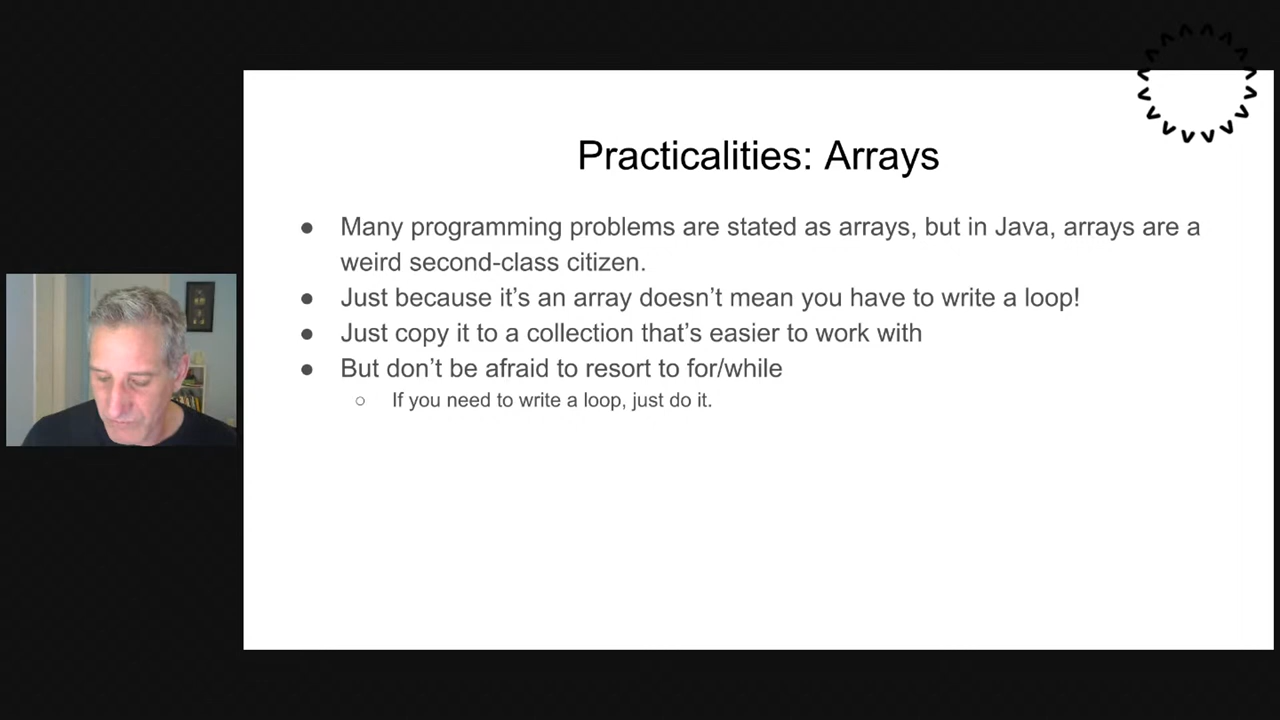 Practicalities: Arrays
● Many programming problems are stated as arrays, but in Java, arrays are a
weird second-class citizen.
● Just because it’s an array doesn’t mean you have to write a loop!
● Just copy it to a collection that’s easier to work with
● But don’t be afraid to resort to for/while
○ If you need to write a loop, just do it.